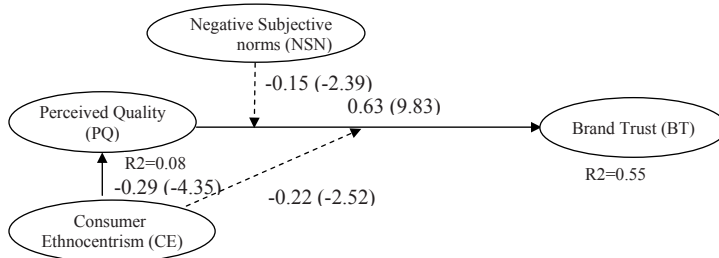 Negative Subjective
norms (NSN)
-0.15 (-2.39)
0.63 (9.83)
Perceived Quality
(PQ)
Brand Trust (BT)
R2=0.08
R2=0.55
-0.29 (-4.35)
-0.22 (-2.52)
Consumer
Ethnocentrism (CE)